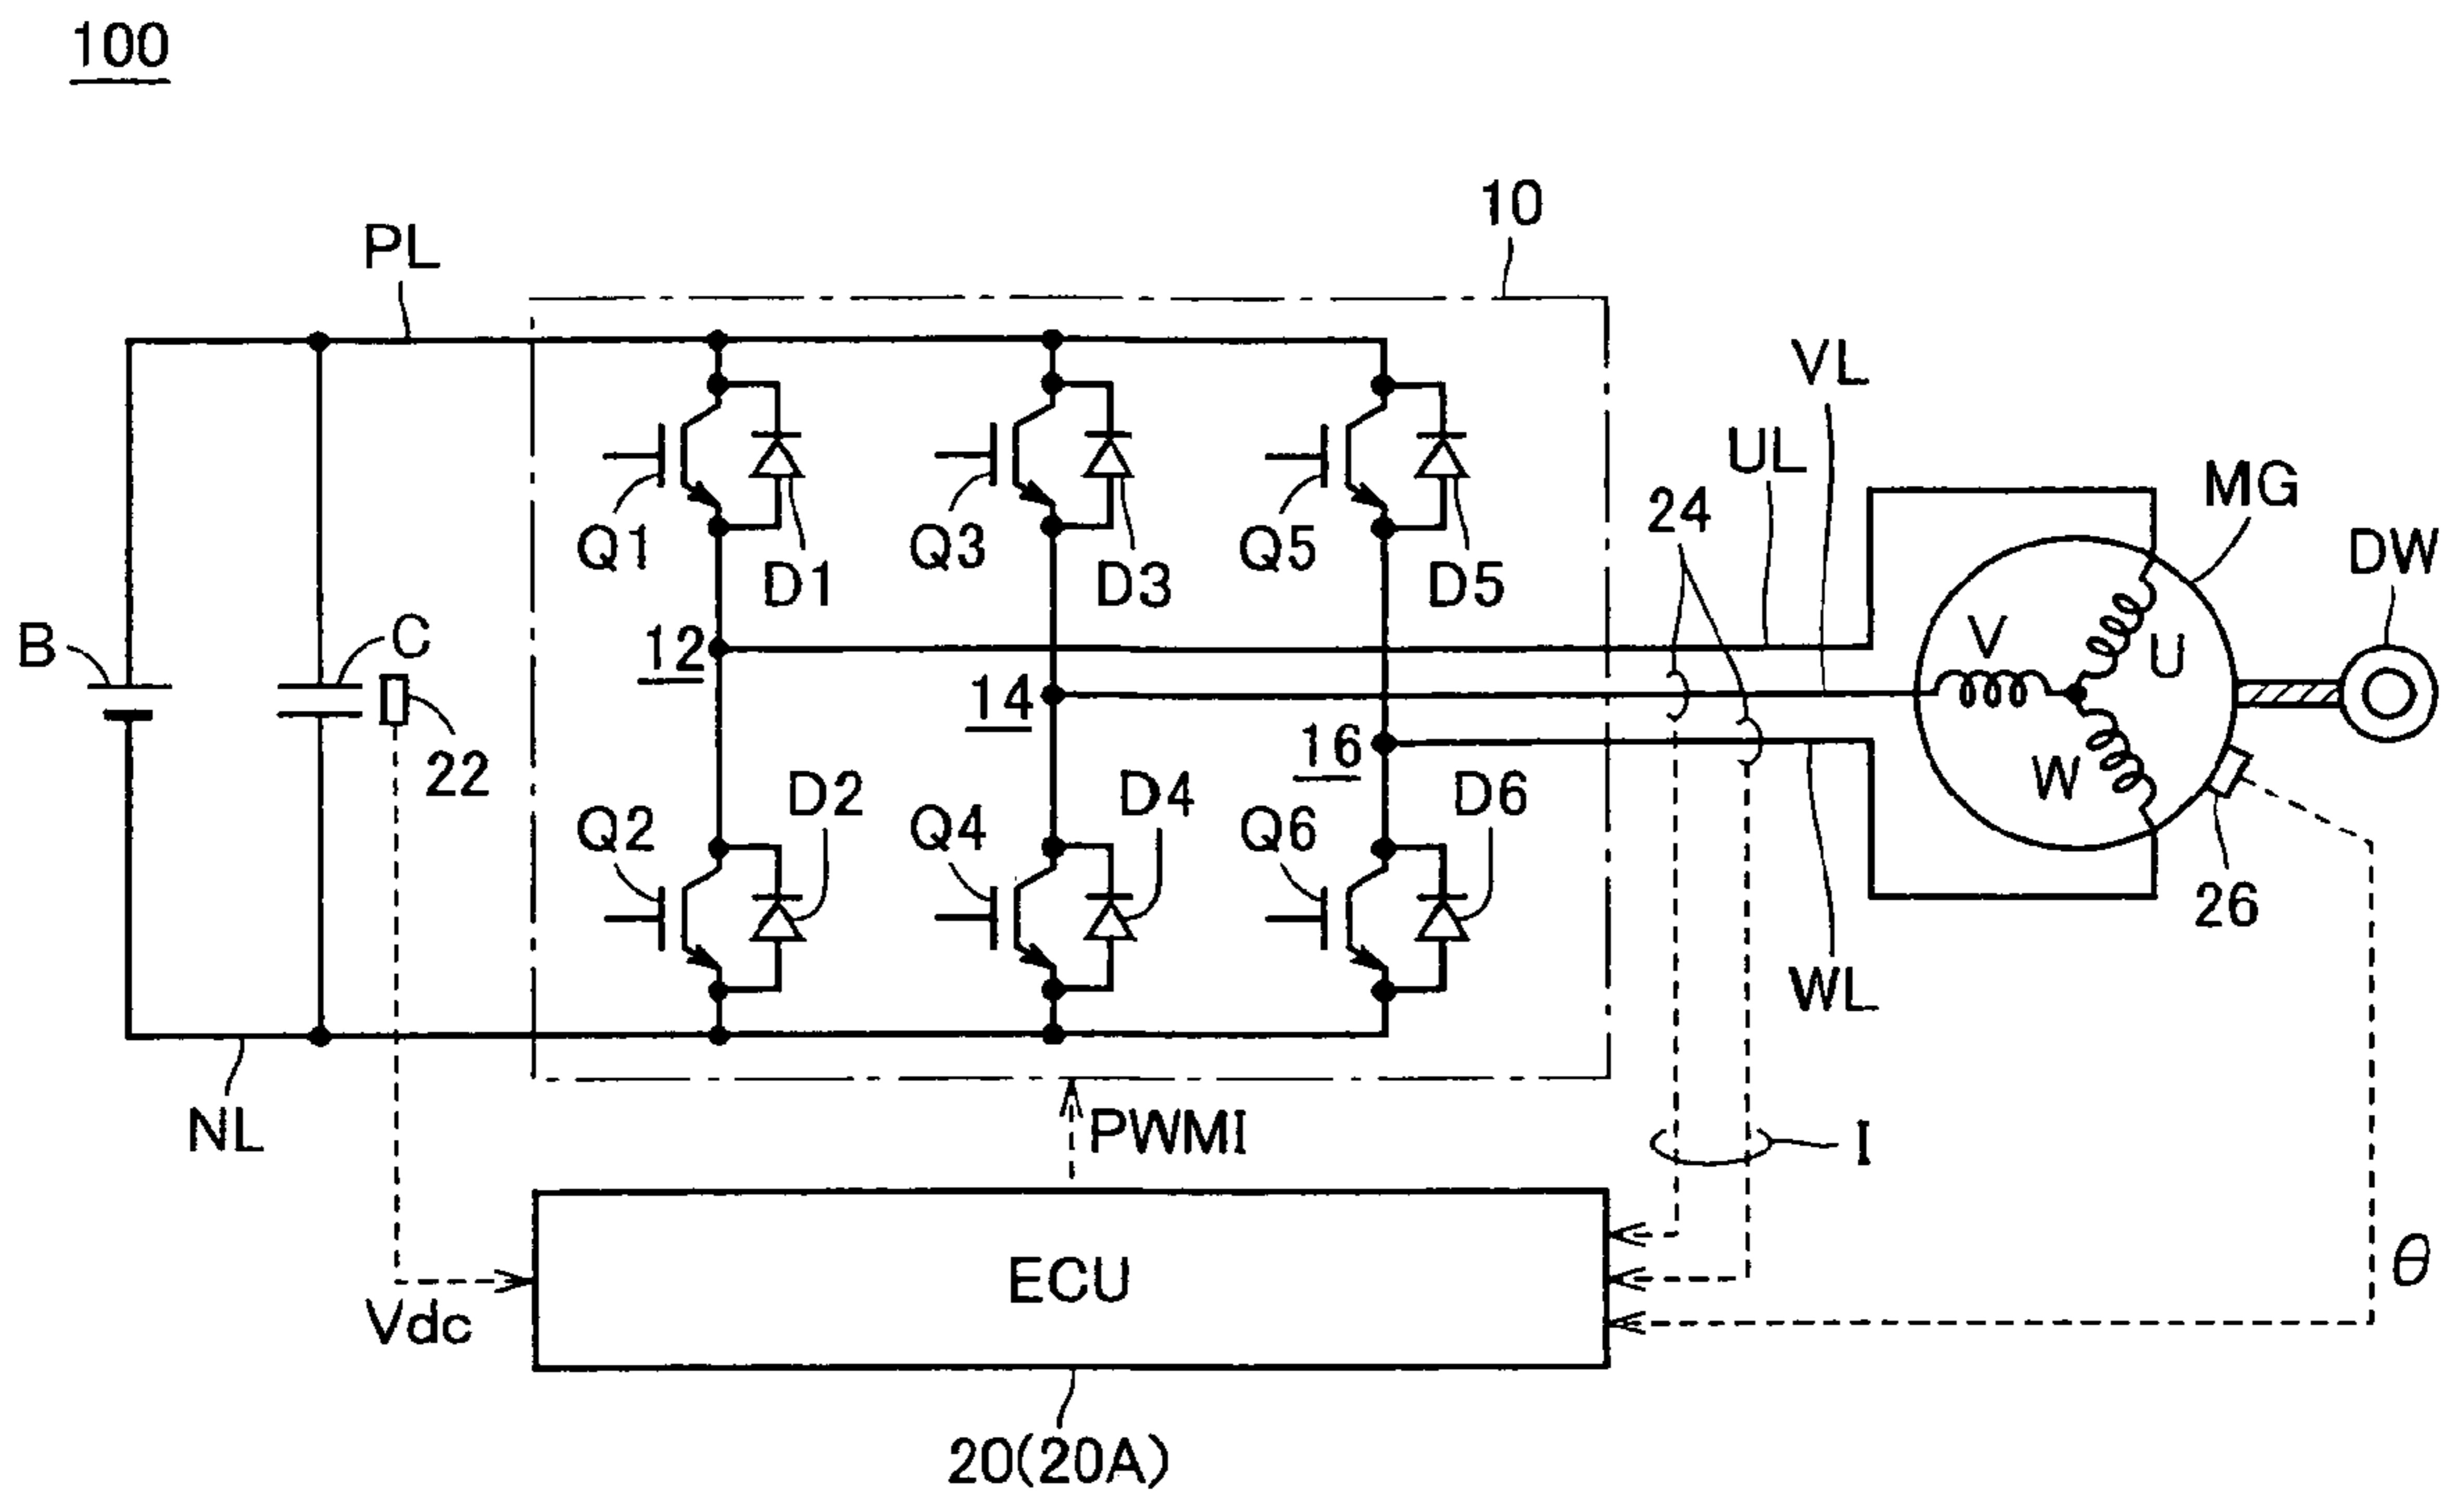 100
10
PL
VL
UL
MG
24
DW
Q1
D1
Q3
D3
Q5
D5
B
C
12
V
U
14
22
16
W
Q2
D2
Q4
D4
Q6
D6
26
WL
NL
PWMI
I
ECU
θ
Vdc
20(20A)